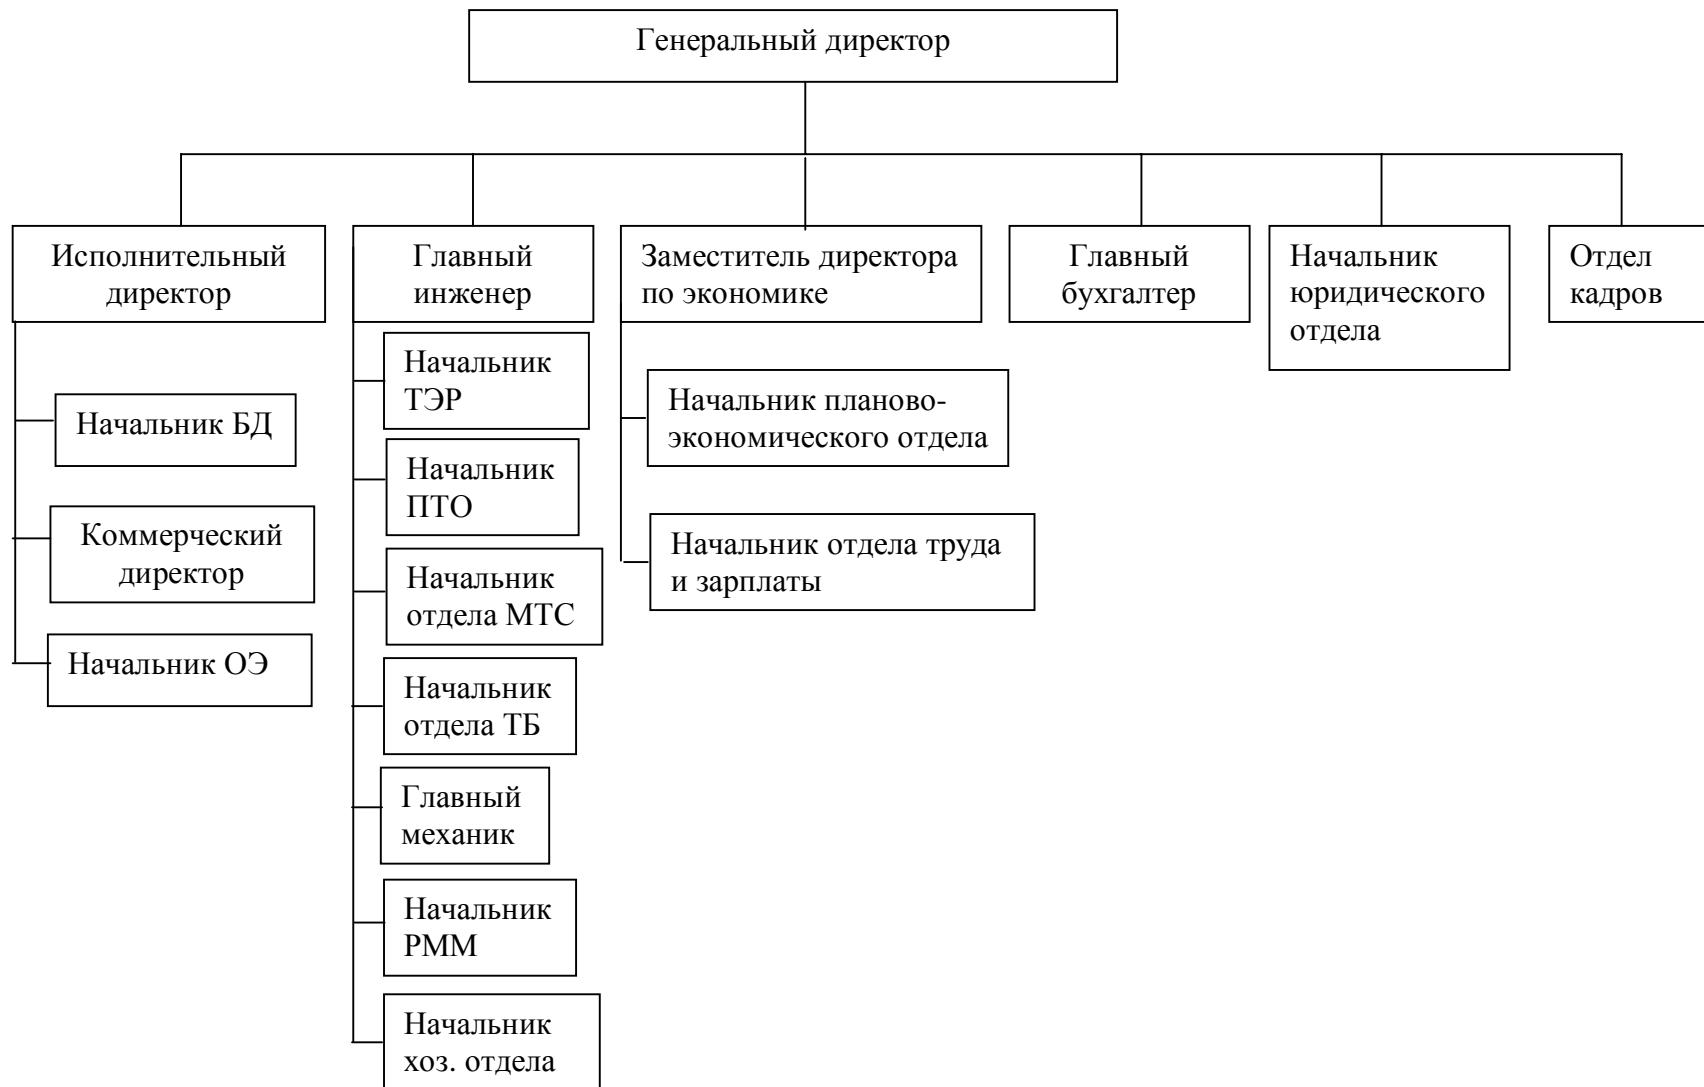 Генеральный директор
Исполнительный
директор
Главный
инженер
Заместитель директора
по экономике
Главный
бухгалтер
Начальник
юридического
отдела
Отдел
кадров
Начальник БД
Коммерческий
директор
Начальник ОЭ
Начальник
ТЭР
Начальник
ПТО
Начальник
отдела МТС
Начальник
отдела ТБ
Главный
механик
Начальник
РММ
Начальник
хоз. отдела
Начальник планово-
экономического отдела
Начальник отдела труда
и зарплаты